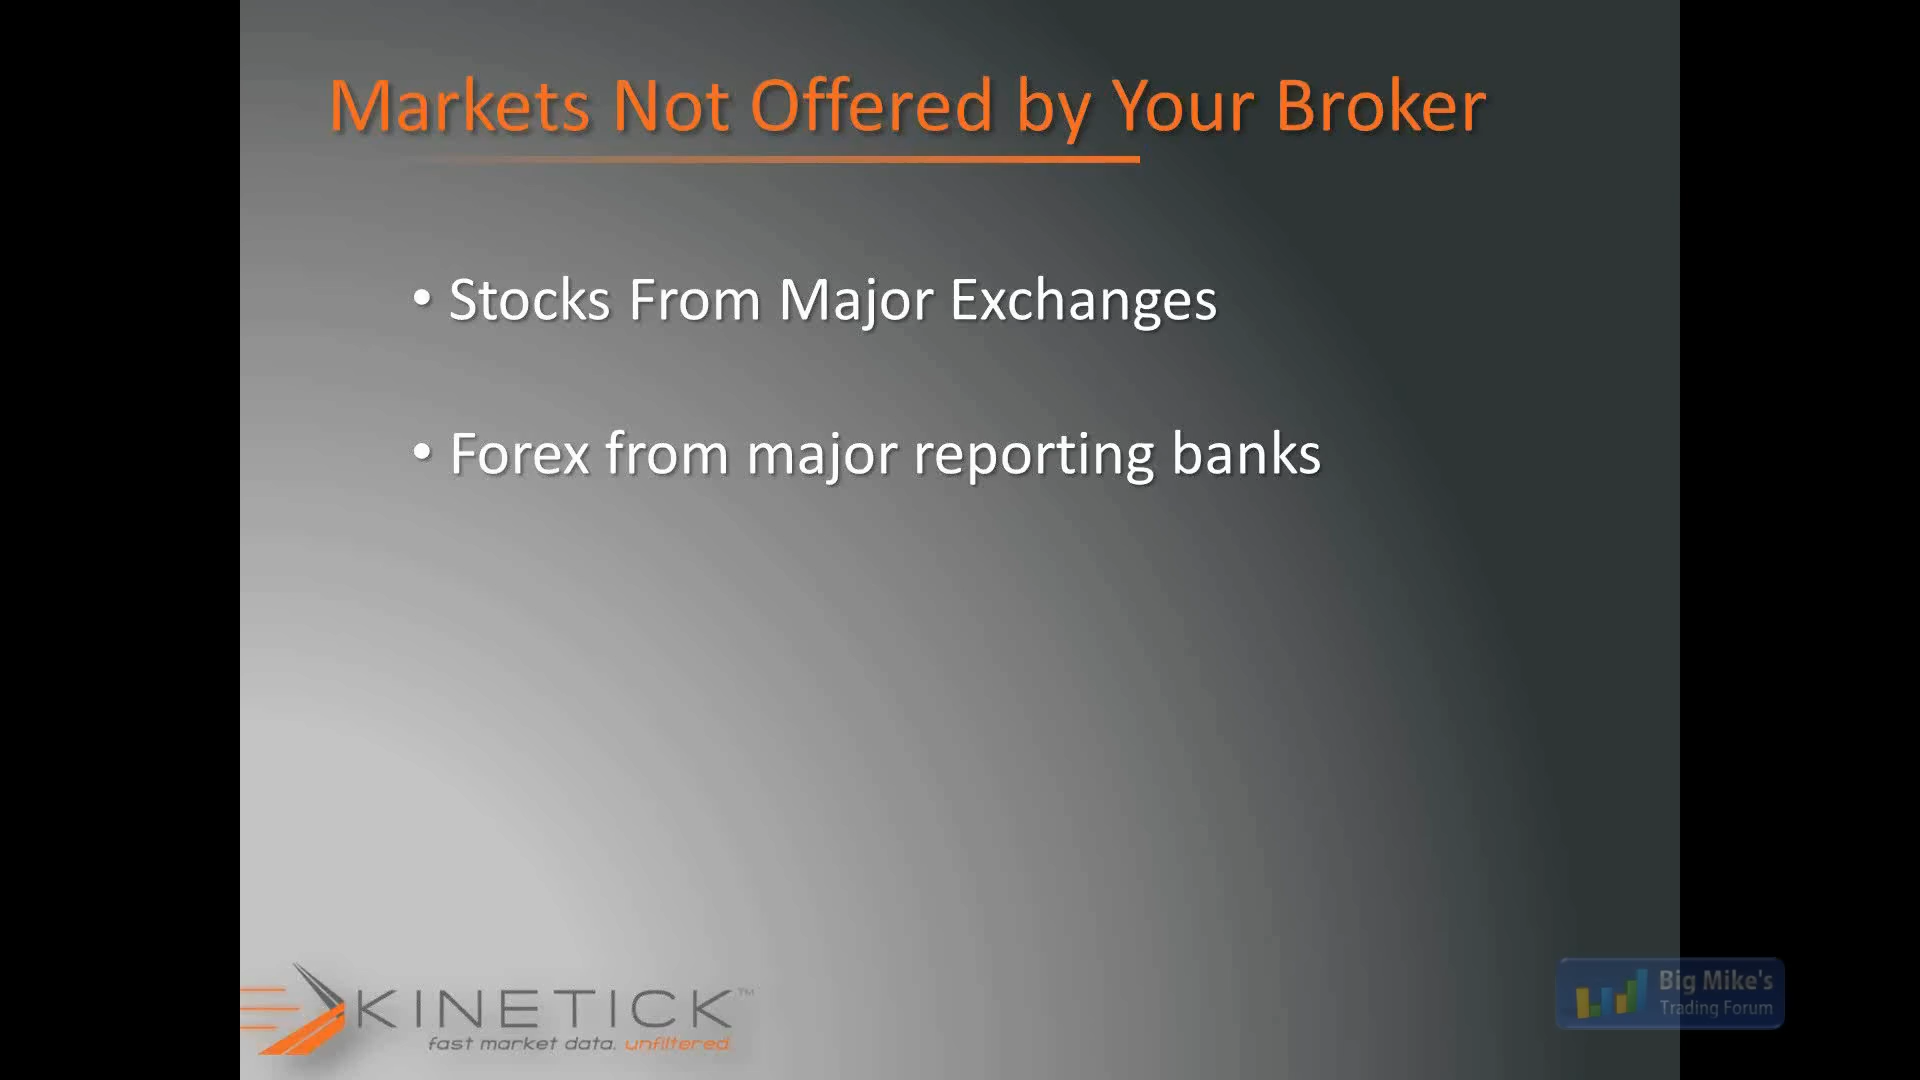 Markets Not Offered by Your Broker
• Stocks From Major Exchanges
• Forex from major reporting banks
KINETICK™
fast market data. unfiltered.
Big Mike's
Trading Forum